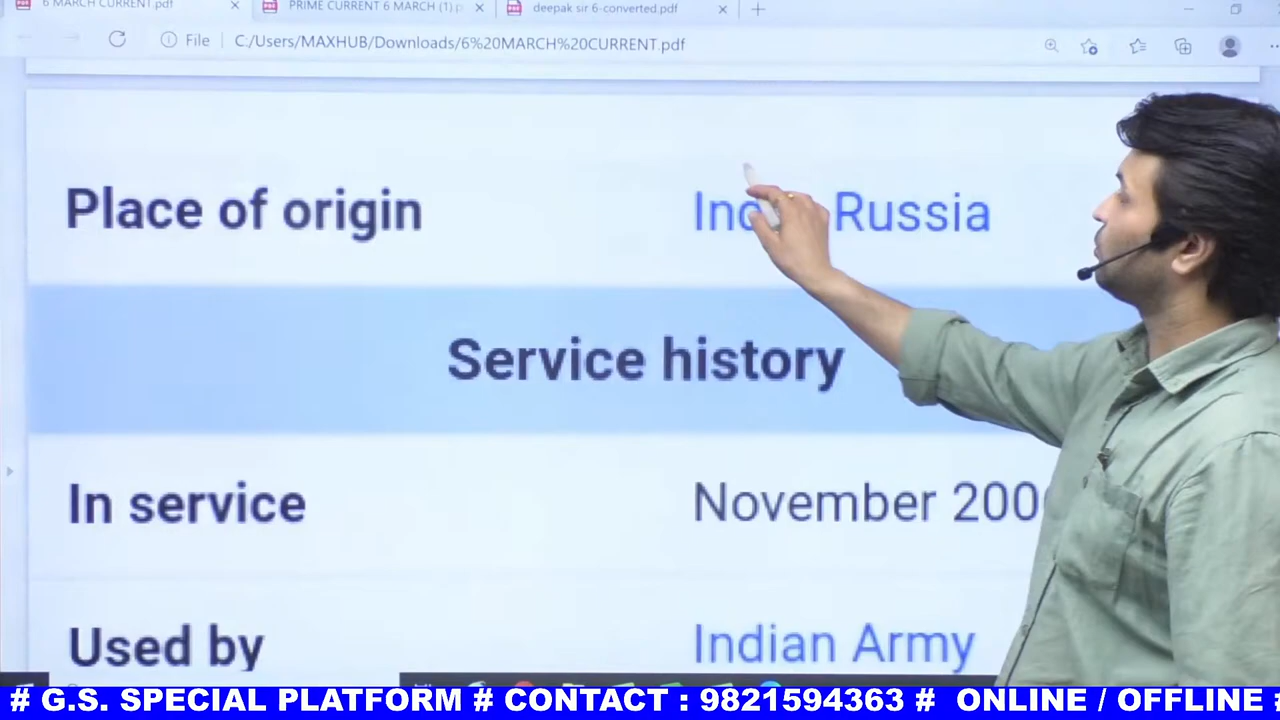 6 MARCH CURRENT.pdf
PRIME CURRENT 6 MARCH (1).p
deepak sir 6-converted.pdf
File
C:/Users/MAXHUB/Downloads/6%20MARCH%20CURRENT.pdf
Place of origin
Russia
Service history
In service
November 200
Used by
Indian Army
# G.S. SPECIAL PLATFORM # CONTACT : 9821594363 # ONLINE / OFFLINE